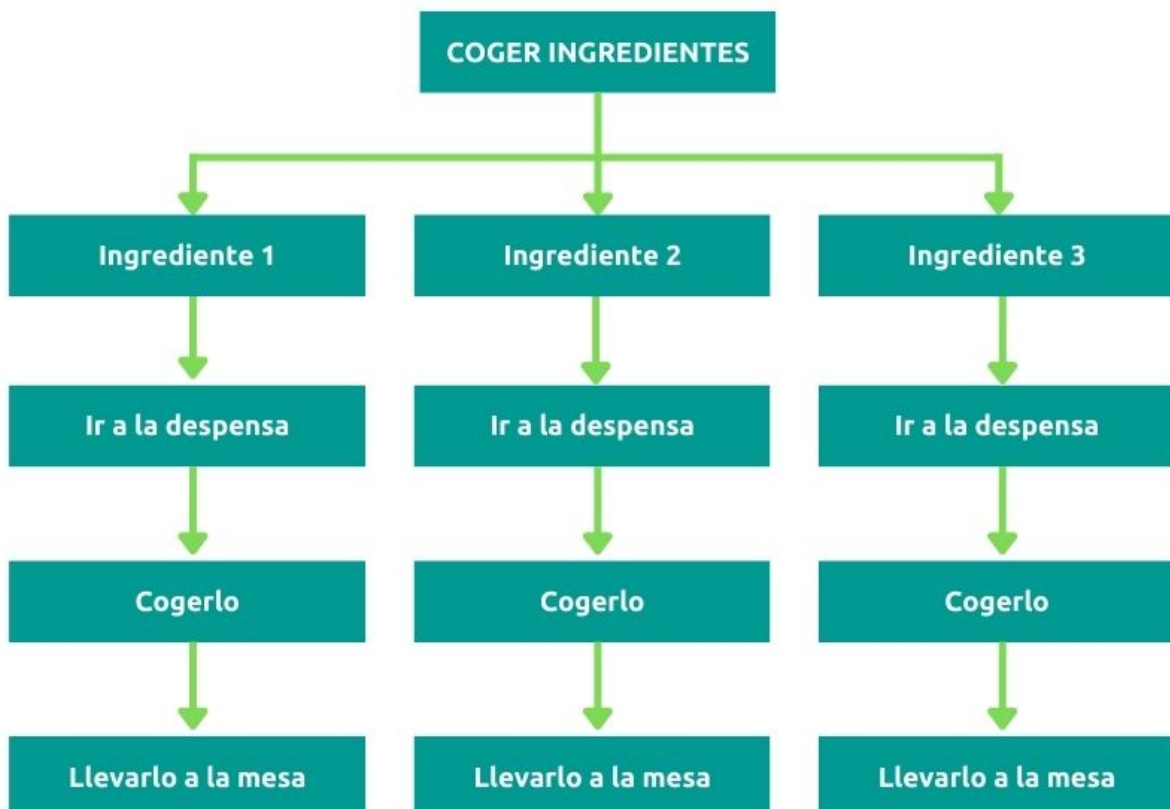 COGER INGREDIENTES
Ingrediente 1
Ingrediente 2
Ingrediente 3
Ir a la despensa
Ir a la despensa
Ir a la despensa
Cogerlo
Cogerlo
Cogerlo
Llevarlo a la mesa
Llevarlo a la mesa
Llevarlo a la mesa